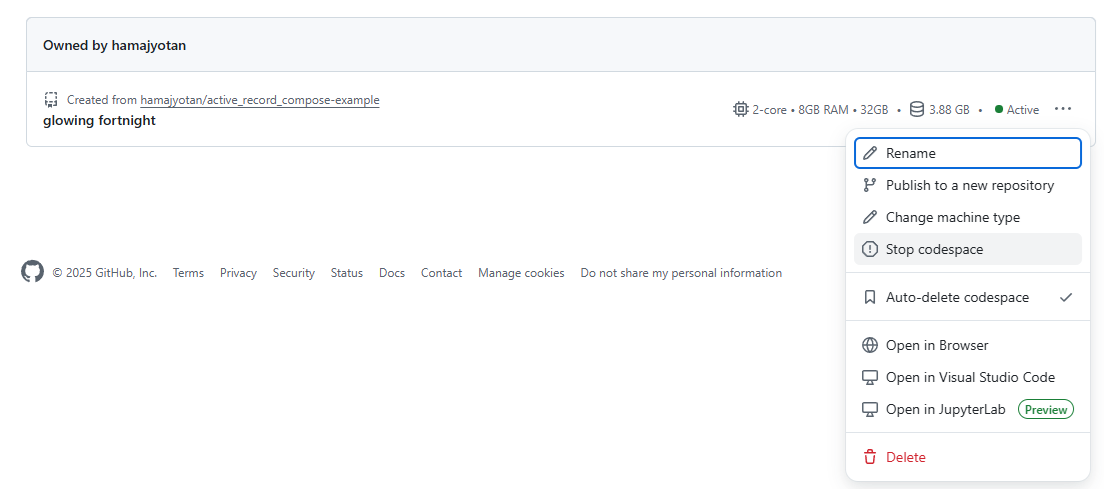 Owned by hamajyotan
Created from hamajyotan/active_record_compose-example
glowing fortnight
2-core • 8GB RAM • 32GB • 3.88 GB • Active ...
Rename
Publish to a new repository
Change machine type
Stop codespace
Auto-delete codespace
Open in Browser
Open in Visual Studio Code
Open in JupyterLab Preview
Delete
© 2025 GitHub, Inc. Terms Privacy Security Status Docs Contact Manage cookies Do not share my personal information